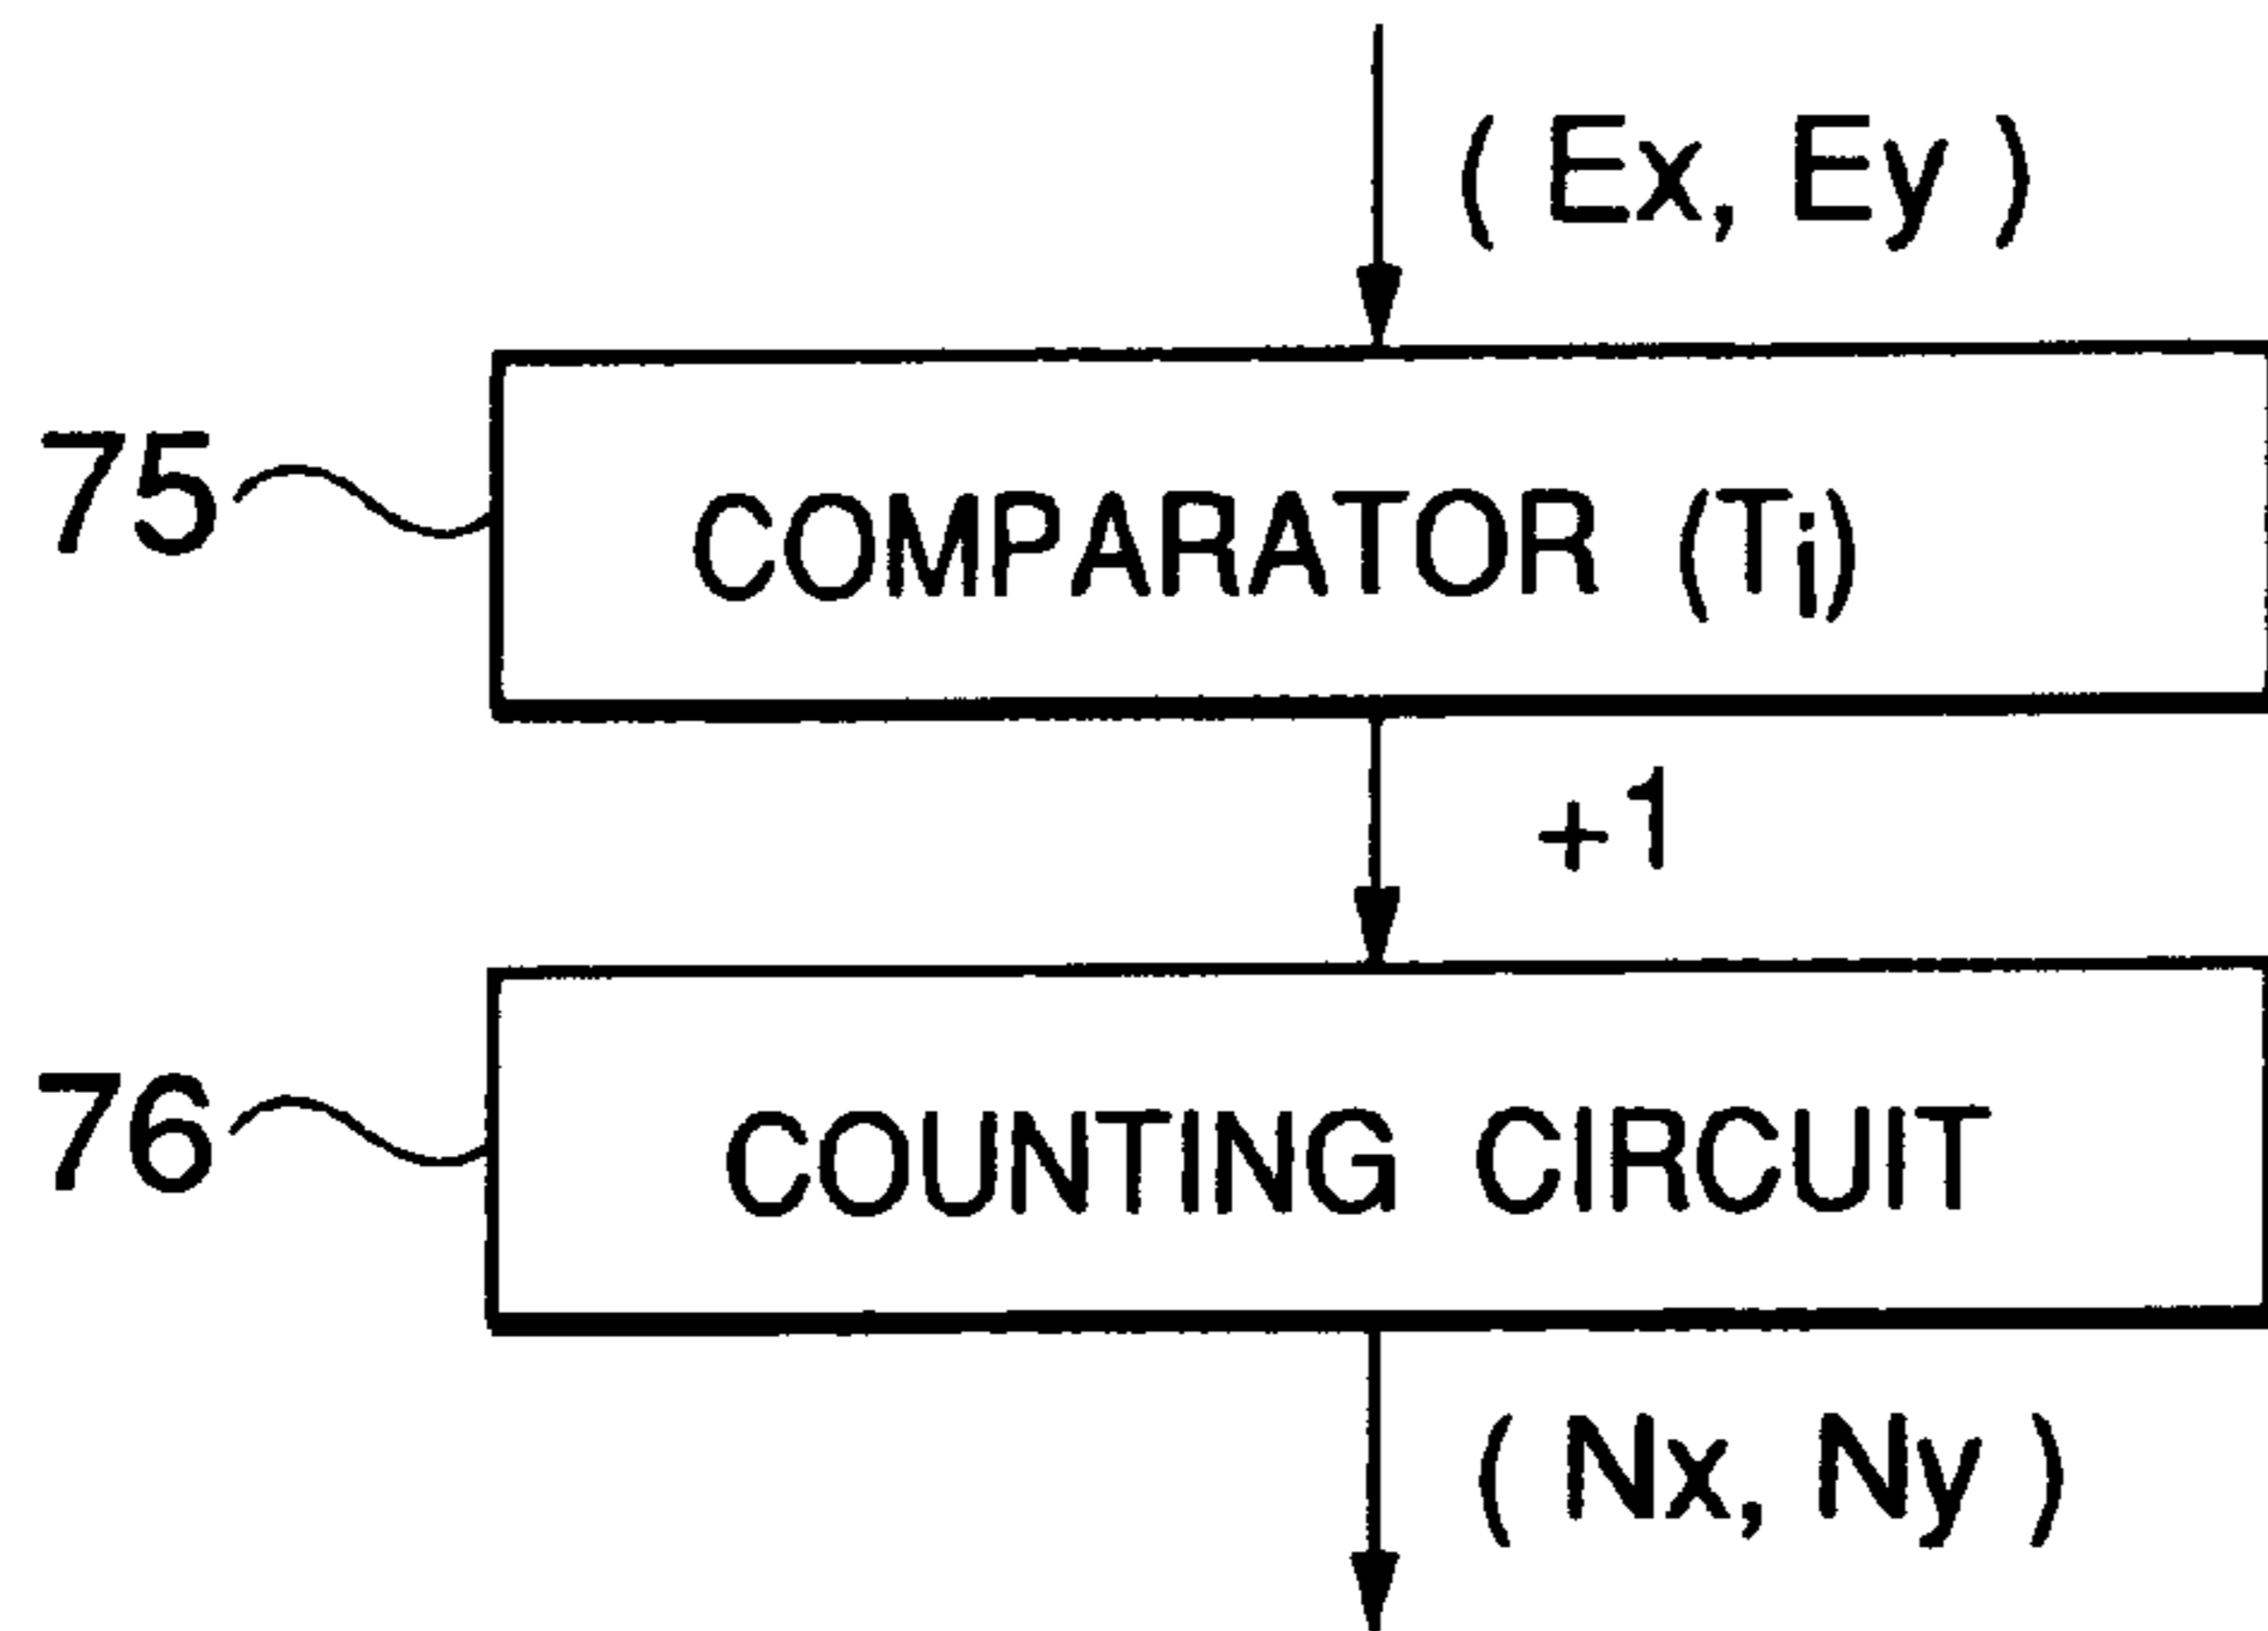 ( Ex, Ey )
75
COMPARATOR (Ti)
+1
76
COUNTING CIRCUIT
( Nx, Ny )